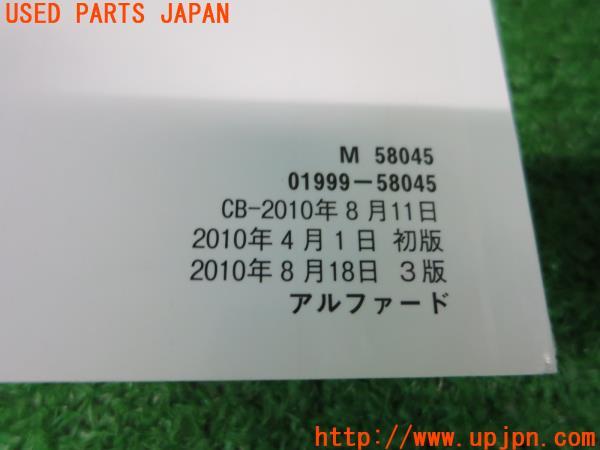 USED PARTS JAPAN
M 58045
01999-58045
CB-2010年8月11日
2010年4月1日 初版
2010年8月18日 3版
アルファード
http://www.upjpn.com/